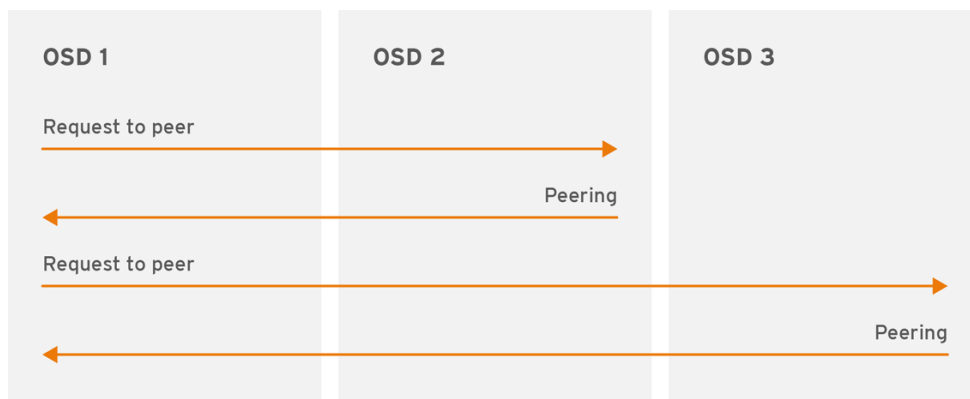 OSD 1
OSD 2
OSD 3
Request to peer
Peering
Request to peer
Peering